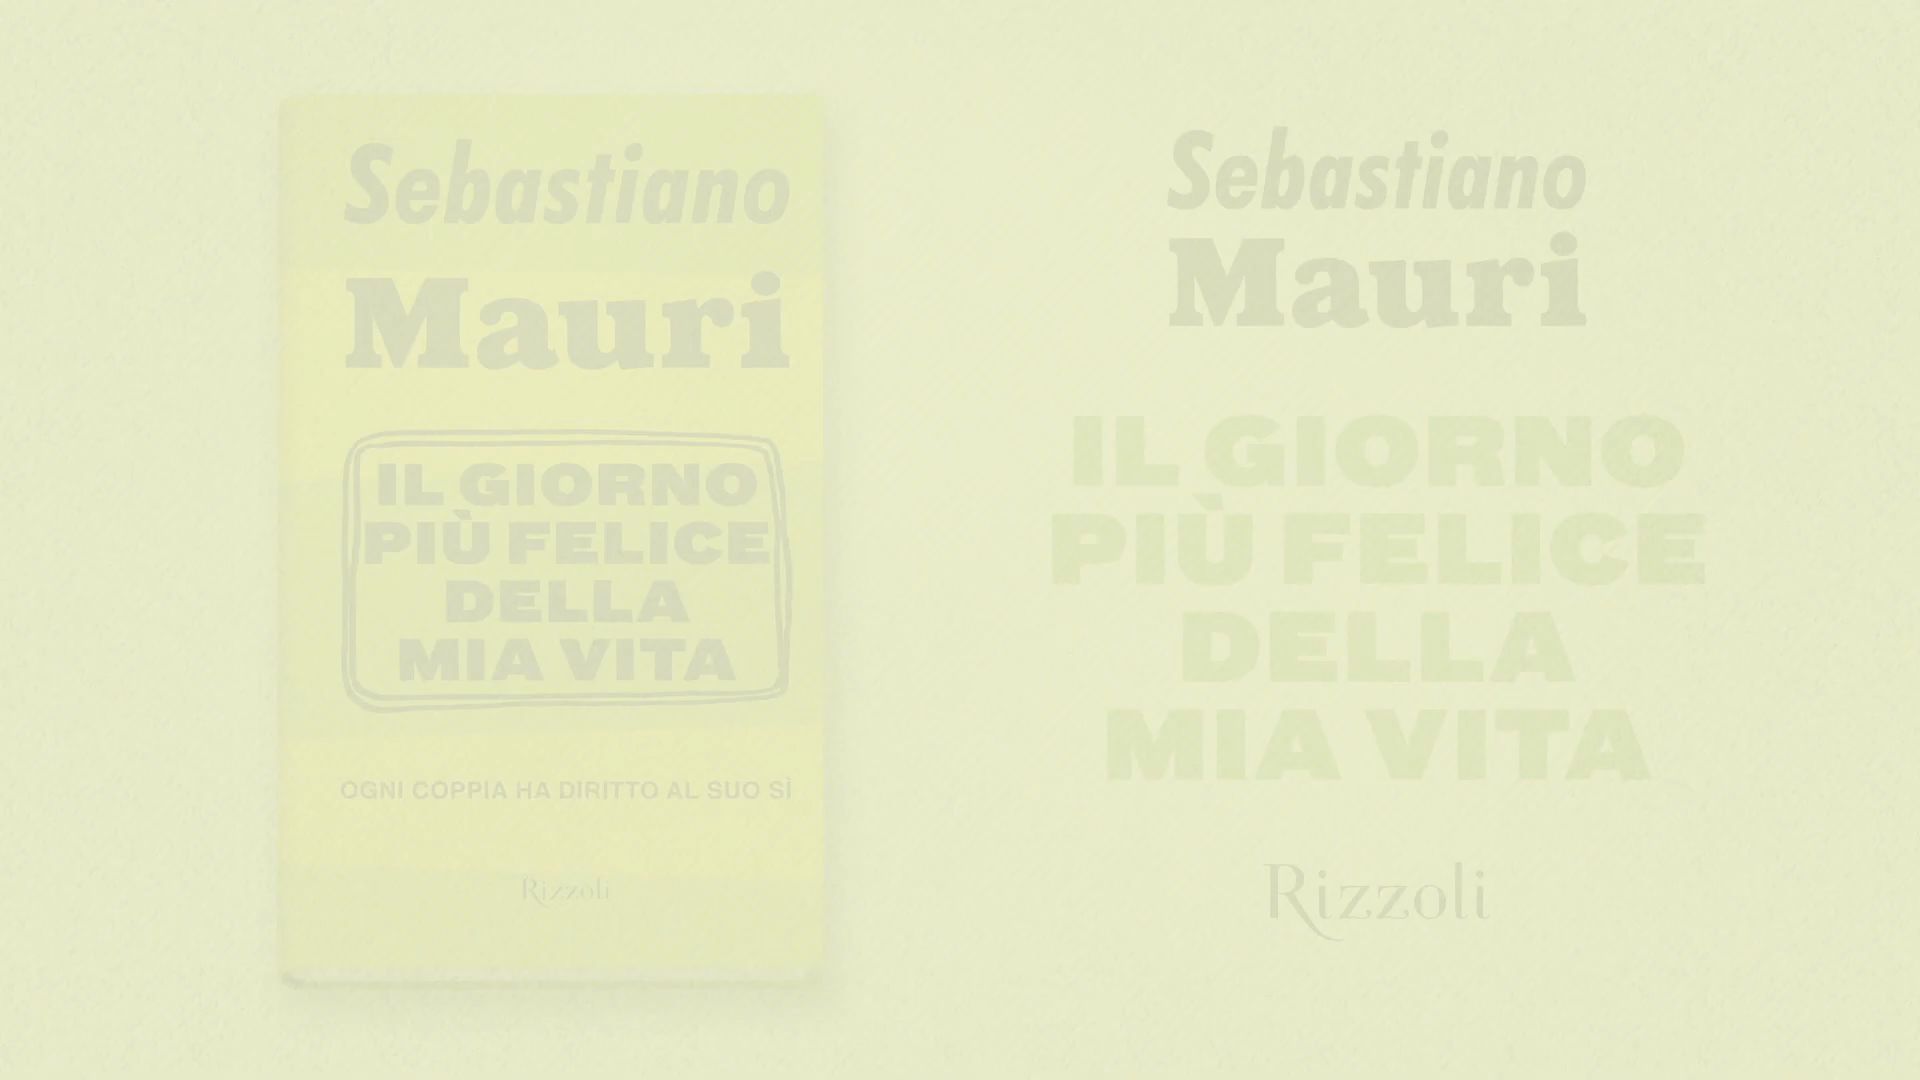 Sebastiano
Mauri
IL GIORNO
PIÙ FELICE
DELLA
MIA VITA
OGNI COPPIA HA DIRITTO AL SUO SÌ
Rizzoli
Sebastiano
Mauri
IL GIORNO
PIÙ FELICE
DELLA
MIA VITA
Rizzoli